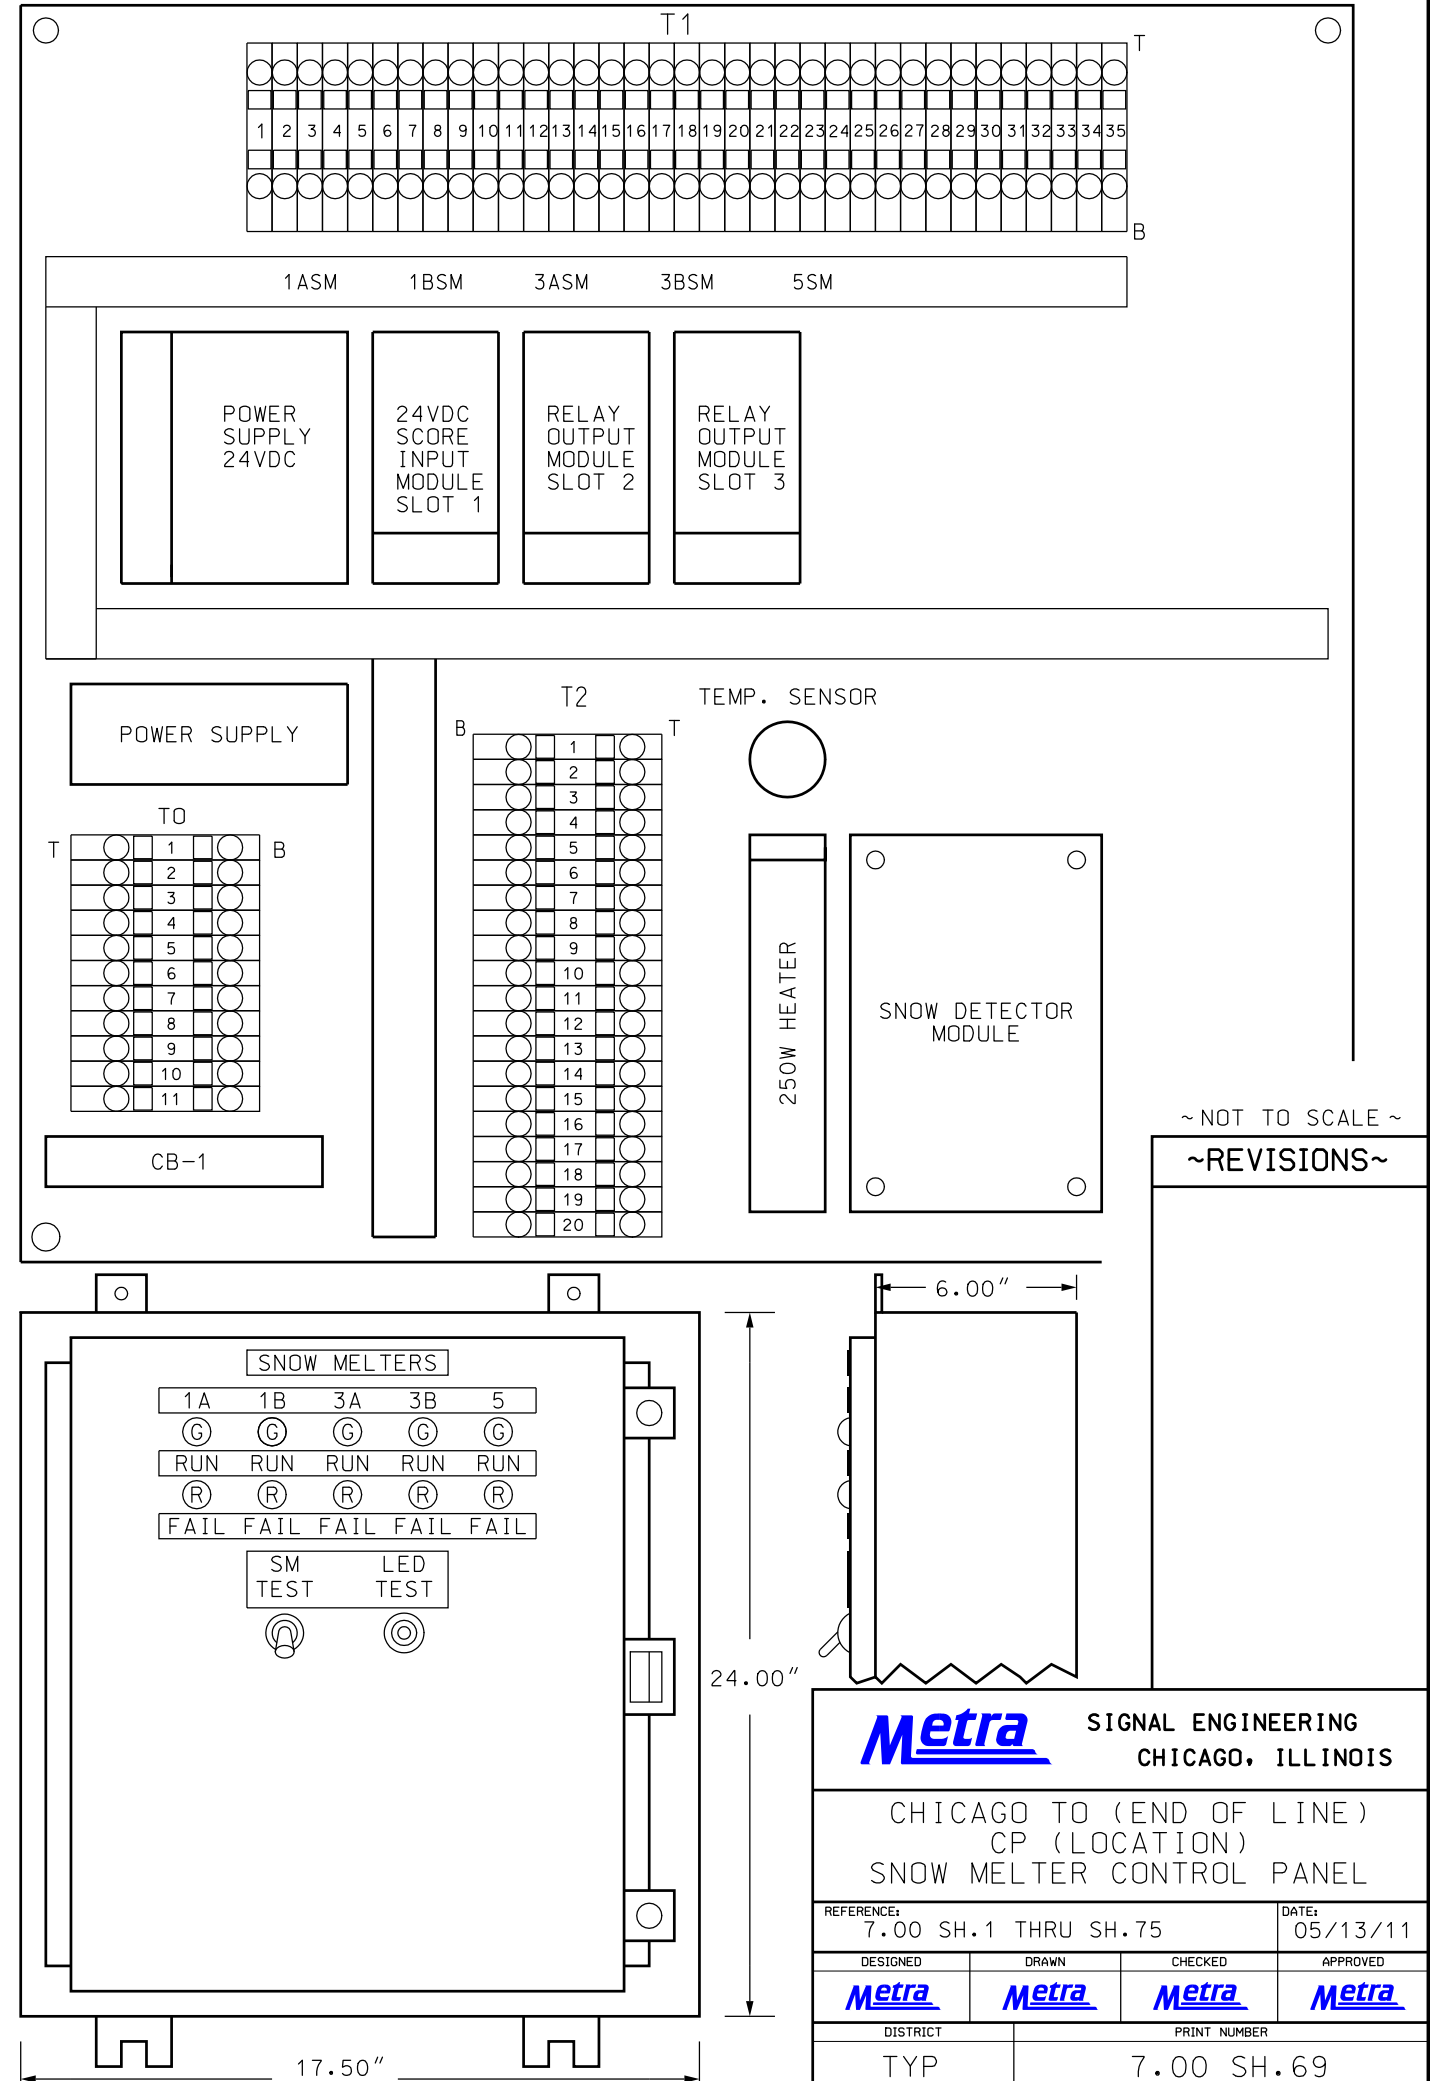 T1
T
1 2 3 4 5 6 7 8 9 10 11 12 13 14 15 16 17 18 19 20 21 22 23 24 25 26 27 28 29 30 31 32 33 34 35
B
1ASM 1BSM 3ASM 3BSM 5SM
POWER
SUPPLY
24VDC
24VDC
SCORE
INPUT
MODULE
SLOT 1
RELAY
OUTPUT
MODULE
SLOT 2
RELAY
OUTPUT
MODULE
SLOT 3
POWER SUPPLY
TO
T
B
1
2
3
4
5
6
7
8
9
10
11
CB-1
T2
B
T
1
2
3
4
5
6
7
8
9
10
11
12
13
14
15
16
17
18
19
20
TEMP. SENSOR
250W HEATER
SNOW DETECTOR
MODULE
~NOT TO SCALE~
~REVISIONS~
SNOW MELTERS
1A 1B 3A 3B 5
G G G G G
RUN RUN RUN RUN RUN
R R R R R
FAIL FAIL FAIL FAIL FAIL
SM LED
TEST TEST
24.00"
17.50"
6.00"
Metra
SIGNAL ENGINEERING
CHICAGO, ILLINOIS
CHICAGO TO (END OF LINE)
CP (LOCATION)
SNOW MELTER CONTROL PANEL
REFERENCE:
7.00 SH.1 THRU SH.75
DATE:
05/13/11
DESIGNED DRAWN CHECKED APPROVED
Metra Metra Metra Metra
DISTRICT PRINT NUMBER
TYP 7.00 SH.69